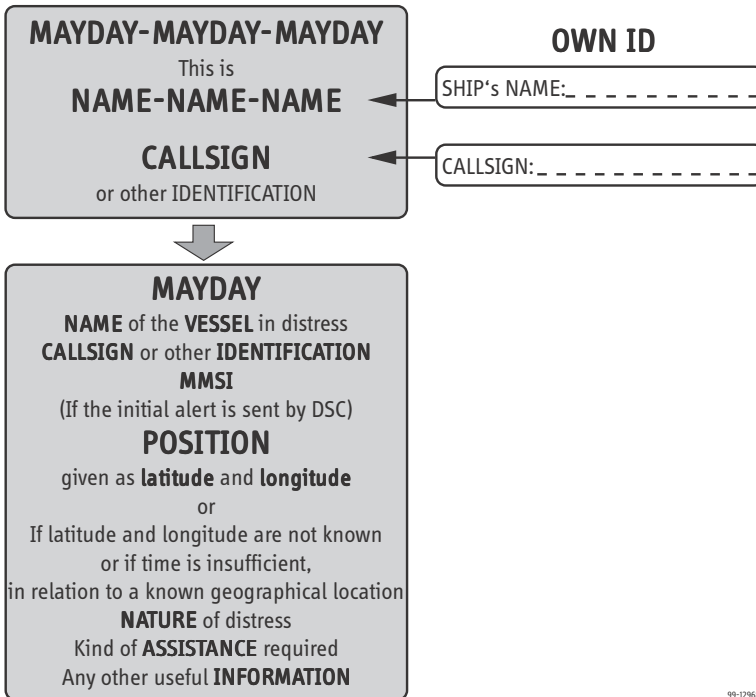 MAYDAY-MAYDAY-MAYDAY
This is
NAME-NAME-NAME
CALLSIGN
or other IDENTIFICATION
OWN ID
SHIP‘s NAME:_ _ _ _ _ _ _ _ _ _ _
CALLSIGN:_ _ _ _ _ _ _ _ _ _ _ _
MAYDAY
NAME of the VESSEL in distress
CALLSIGN or other IDENTIFICATION
MMSI
(If the initial alert is sent by DSC)
POSITION
given as latitude and longitude
or
If latitude and longitude are not known
or if time is insufficient,
in relation to a known geographical location
NATURE of distress
Kind of ASSISTANCE required
Any other useful INFORMATION